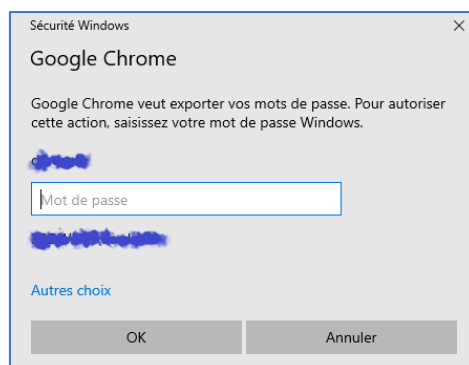 Sécurité Windows
Google Chrome
Google Chrome veut exporter vos mots de passe. Pour autoriser
cette action, saisissez votre mot de passe Windows.
Mot de passe
Autres choix
OK
Annuler